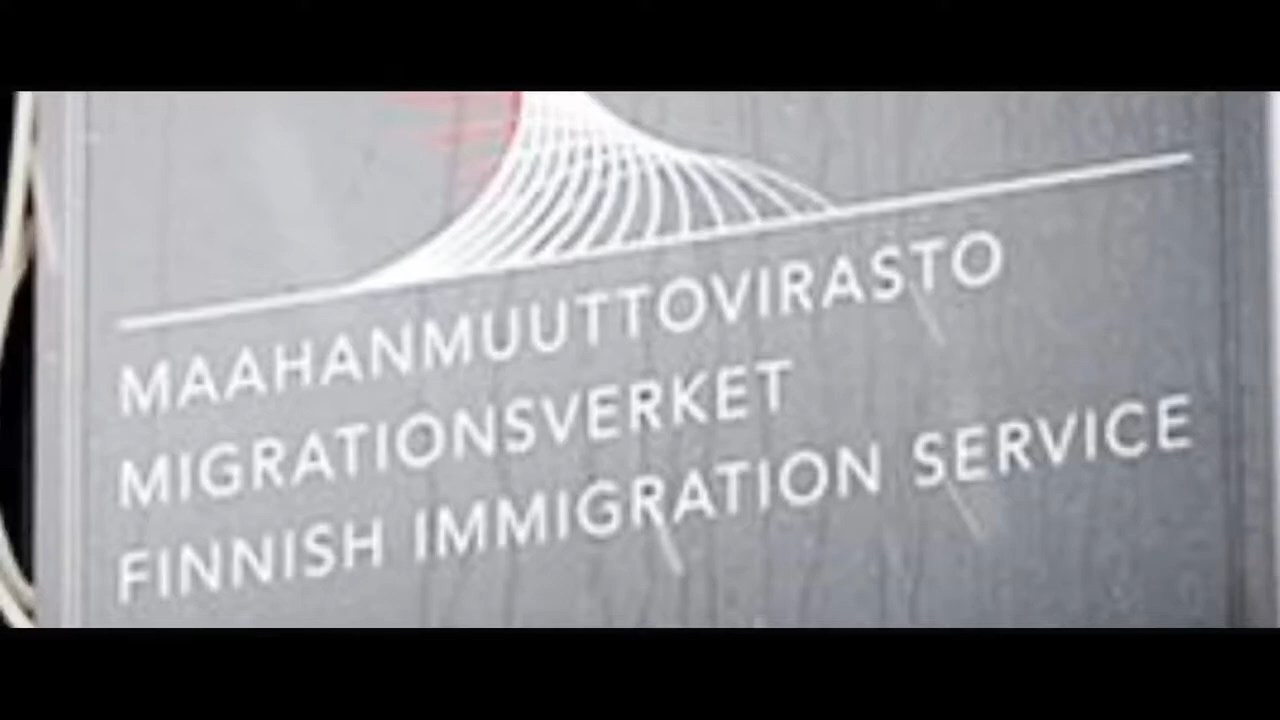 MAAHANMUUTTOVIRASTO
MIGRATIONSVERKET
FINNISH IMMIGRATION SERVICE